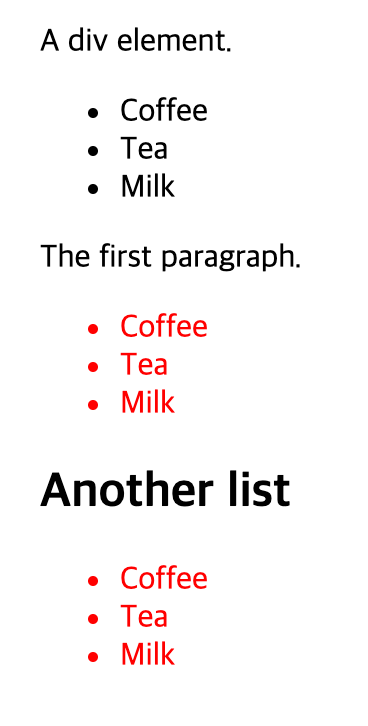 A div element.
• Coffee
• Tea
• Milk
The first paragraph.
• Coffee
• Tea
• Milk
Another list
• Coffee
• Tea
• Milk